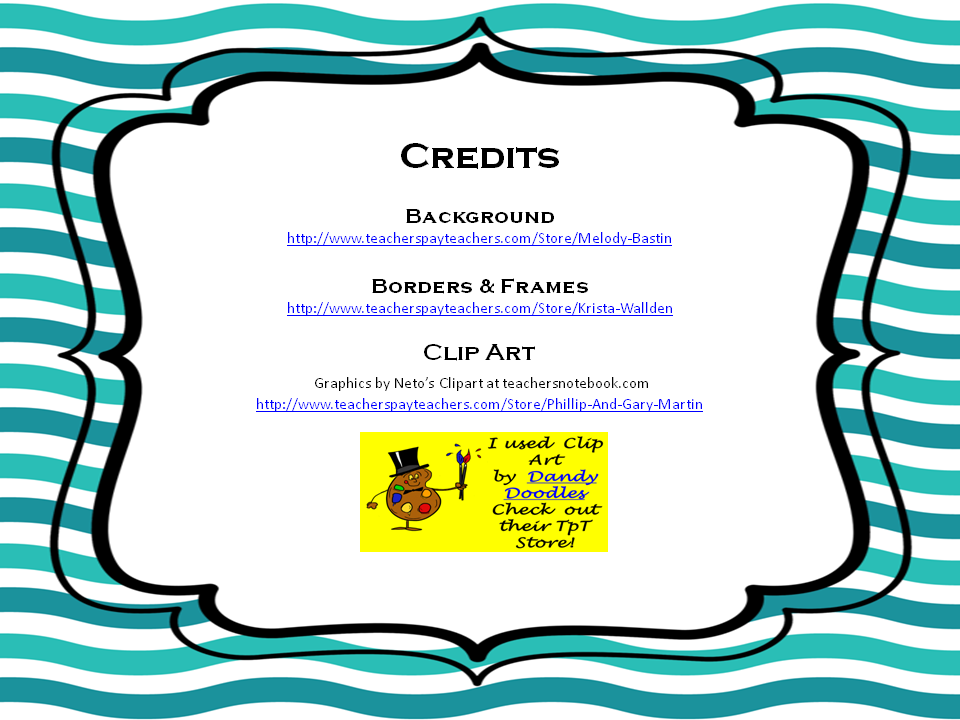 Credits
Background
http://www.teacherspayteachers.com/Store/Melody-Bastin
Borders & Frames
http://www.teacherspayteachers.com/Store/Krista-Wallden
Clip Art
Graphics by Neto’s Clipart at teachersnotebook.com
http://www.teacherspayteachers.com/Store/Phillip-And-Gary-Martin
I used Clip
Art
by Dandy
Doodles
Check out
their TpT
Store!